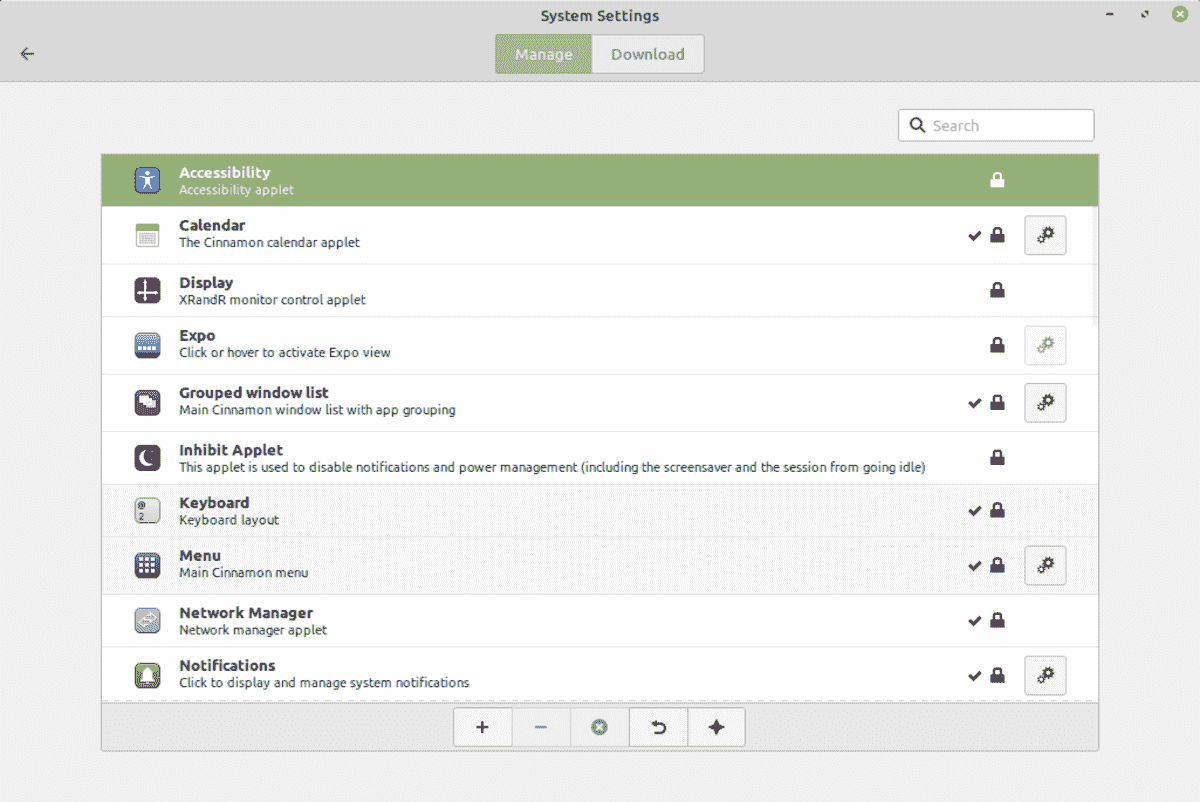 System Settings
Manage
Download
Search
Accessibility
Accessibility applet
Calendar
The Cinnamon calendar applet
Display
XRandR monitor control applet
Expo
Click or hover to activate Expo view
Grouped window list
Main Cinnamon window list with app grouping
Inhibit Applet
This applet is used to disable notifications and power management (including the screensaver and the session from going idle)
Keyboard
Keyboard layout
Menu
Main Cinnamon menu
Network Manager
Network manager applet
Notifications
Click to display and manage system notifications